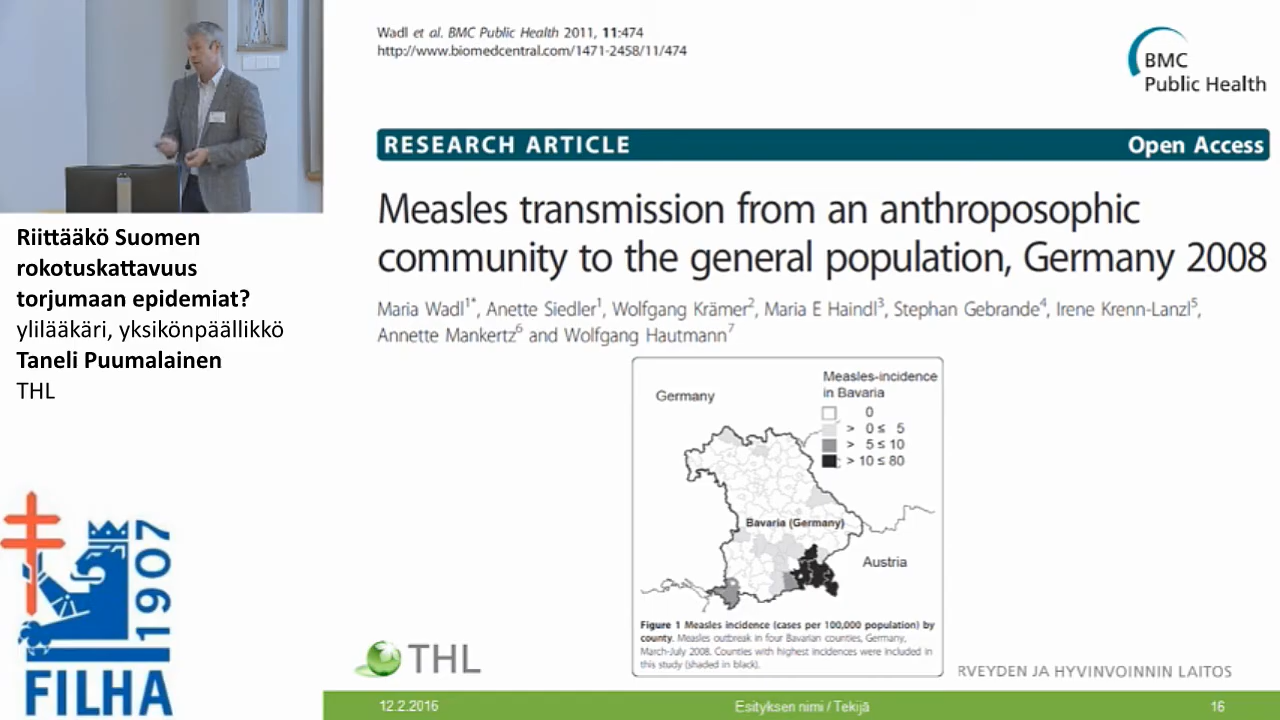 Wadl et al. BMC Public Health 2011, 11:474
http://www.biomedcentral.com/1471-2458/11/474
BMC
Public Health
RESEARCH ARTICLE
Open Access
Measles transmission from an anthroposophic
community to the general population, Germany 2008
Maria Wadl1*, Anette Siedler1, Wolfgang Krämer2, Maria E Haindl3, Stephan Gebrande4, Irene Krenn-Lanzl5,
Annette Mankertz6 and Wolfgang Hautmann7
Riittääkö Suomen
rokotuskattavuus
torjumaan epidemiat?
ylilääkäri, yksikönpäällikkö
Taneli Puumalainen
THL
Measles-incidence
in Bavaria
0
> 0 ≤ 5
> 5 ≤ 10
> 10 ≤ 80
Germany
Bavaria (Germany)
Austria
Figure 1 Measles incidence (cases per 100,000 population) by
county. Measles outbreak in four Bavarian counties, Germany,
March-July 2008. Counties with highest incidences were included in
this study (shaded in black).
1907
FILHA
THL
RVEYDEN JA HYVINVOINNIN LAITOS
12.2.2016
Esityksen nimi / Tekijä
16